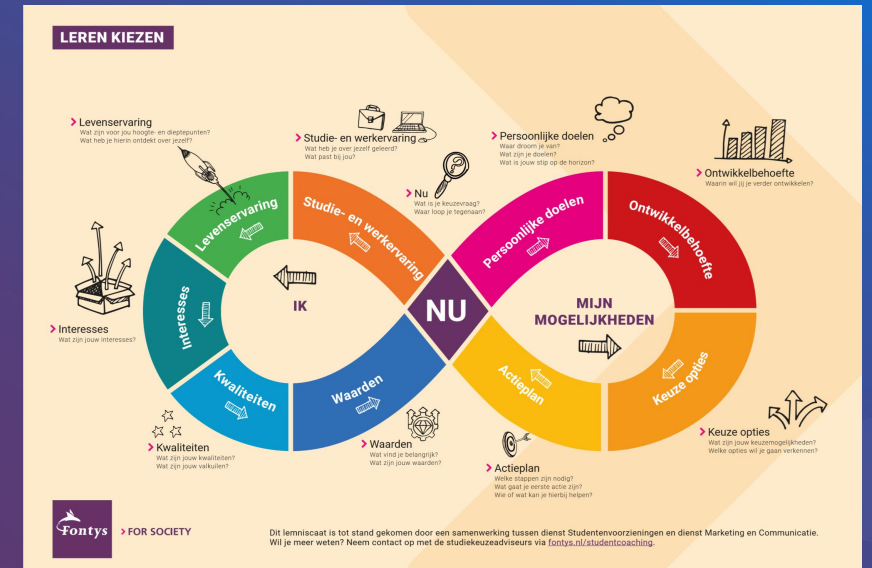 LEREN KIEZEN
> Levenservaring
Wat zijn voor jou hoogte- en dieptepunten?
Wat heb je hierin ontdekt over jezelf?
> Studie- en werkervaring
Wat heb je over jezelf geleerd?
Wat past bij jou?
> Nu
Wat is je keuzevraag?
Waar loop je tegenaan?
> Persoonlijke doelen
Waar droom je van?
Wat zijn je doelen?
Wat is jouw stip op de horizon?
> Ontwikkelbehoefte
Waarin wil jij je verder ontwikkelen?
Levenservaring
Studie- en werkervaring
Persoonlijke doelen
Ontwikkelbehoefte
Interesses
IK
NU
MIJN
MOGELIJKHEDEN
Kwaliteiten
Waarden
Actieplan
Keuze opties
> Interesses
Wat zijn jouw interesses?
> Kwaliteiten
Wat zijn jouw kwaliteiten?
Wat zijn jouw valkuilen?
> Waarden
Wat vind je belangrijk?
Wat zijn jouw waarden?
> Actieplan
Welke stappen zijn nodig?
Wat gaat je eerste actie zijn?
Wie of wat kan je hierbij helpen?
> Keuze opties
Wat zijn jouw keuzemogelijkheden?
Welke opties wil je gaan verkennen?
Fontys
> FOR SOCIETY
Dit lemniscaat is tot stand gekomen door een samenwerking tussen dienst Studentenvoorzieningen en dienst Marketing en Communicatie.
Wil je meer weten? Neem contact op met de studiekeuzeadviseurs via fontys.nl/studentcoaching.